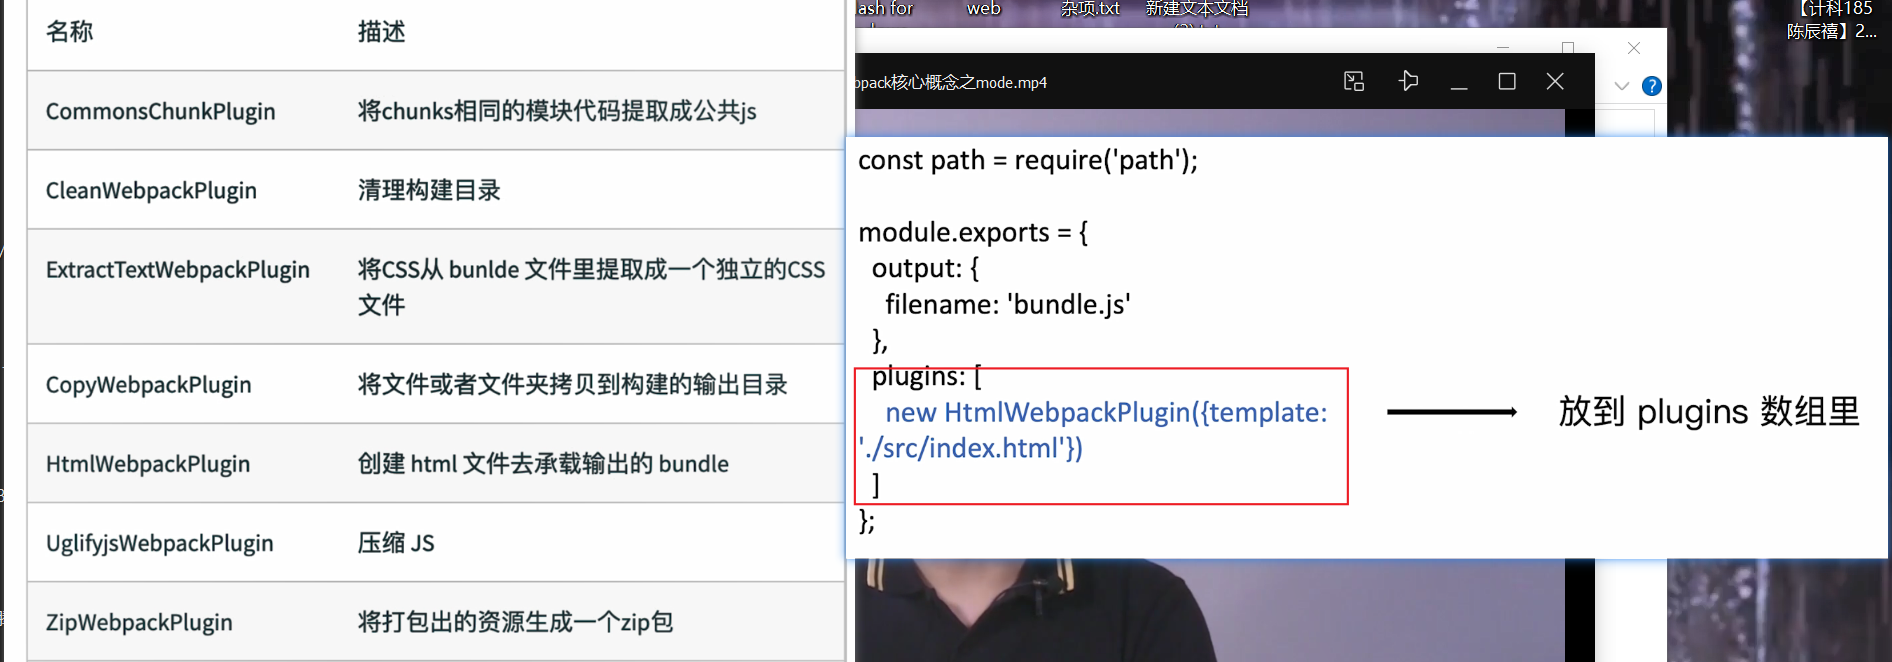 名称 描述
CommonsChunkPlugin 将chunks相同的模块代码提取成公共js
CleanWebpackPlugin 清理构建目录
ExtractTextWebpackPlugin 将CSS从 bunlde 文件里提取成一个独立的CSS
文件
CopyWebpackPlugin 将文件或者文件夹拷贝到构建的输出目录
HtmlWebpackPlugin 创建 html 文件去承载输出的 bundle
UglifyjsWebpackPlugin 压缩 JS
ZipWebpackPlugin 将打包出的资源生成一个zip包
lash for web 杂项.txt 新建文本文档
【计科185
陈辰禧】2...
pack核心概念之mode.mp4
const path = require('path');
module.exports = {
output: {
filename: 'bundle.js'
},
plugins: [
new HtmlWebpackPlugin({template:
'./src/index.html'})
]
};
放到 plugins 数组里